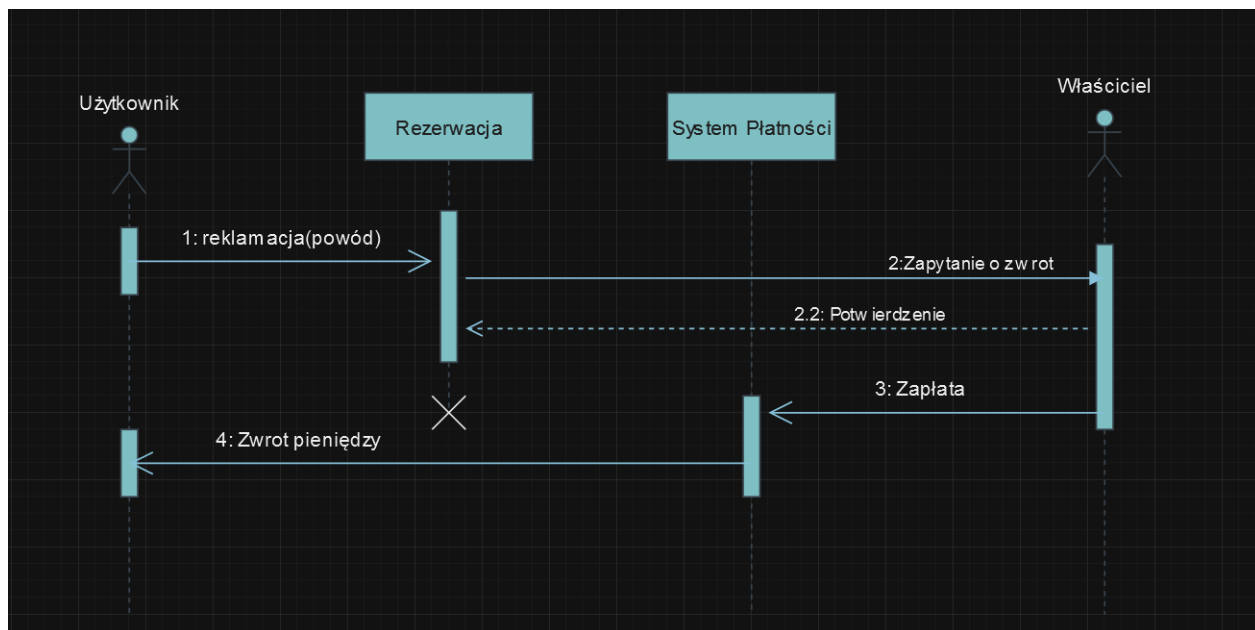 Użytkownik
Rezerwacja
System Płatności
Właściciel
1: reklamacja(powód)
2:Zapytanie o zwrot
2.2: Potwierdzenie
3: Zapłata
4: Zwrot pieniędzy